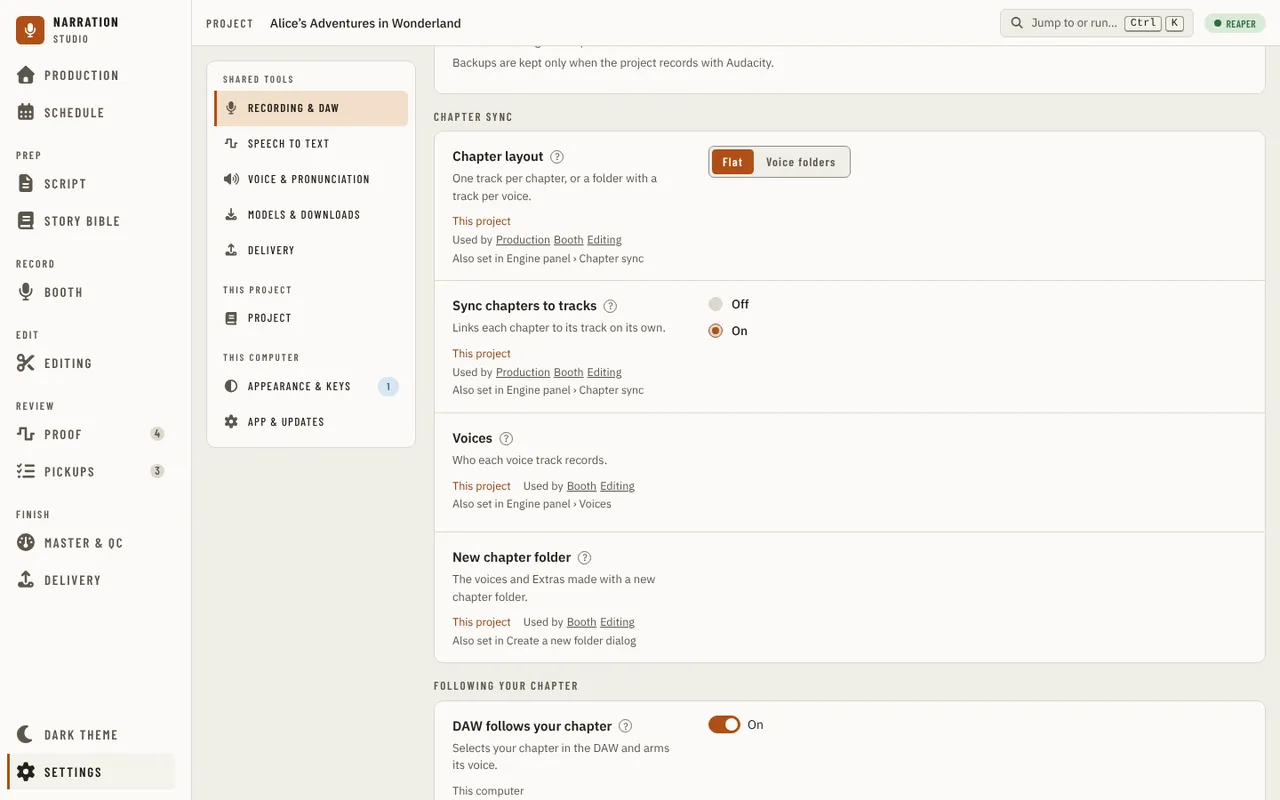 NARRATION
STUDIO
PRODUCTION
SCHEDULE
PREP
SCRIPT
STORY BIBLE
RECORD
BOOTH
EDIT
EDITING
REVIEW
PROOF 4
PICKUPS 3
FINISH
MASTER & QC
DELIVERY
DARK THEME
SETTINGS
PROJECT Alice's Adventures in Wonderland
Jump to or run... Ctrl K
REAPER
SHARED TOOLS
RECORDING & DAW
SPEECH TO TEXT
VOICE & PRONUNCIATION
MODELS & DOWNLOADS
DELIVERY
THIS PROJECT
PROJECT
THIS COMPUTER
APPEARANCE & KEYS 1
APP & UPDATES
Backups are kept only when the project records with Audacity.
CHAPTER SYNC
Chapter layout ?
One track per chapter, or a folder with a
track per voice.
This project
Used by Production Booth Editing
Also set in Engine panel › Chapter sync
Flat Voice folders
Sync chapters to tracks ?
Links each chapter to its track on its own.
This project
Used by Production Booth Editing
Also set in Engine panel › Chapter sync
Off
On
Voices ?
Who each voice track records.
This project Used by Booth Editing
Also set in Engine panel › Voices
New chapter folder ?
The voices and Extras made with a new
chapter folder.
This project Used by Booth Editing
Also set in Create a new folder dialog
FOLLOWING YOUR CHAPTER
DAW follows your chapter ?
Selects your chapter in the DAW and arms
its voice.
This computer
On